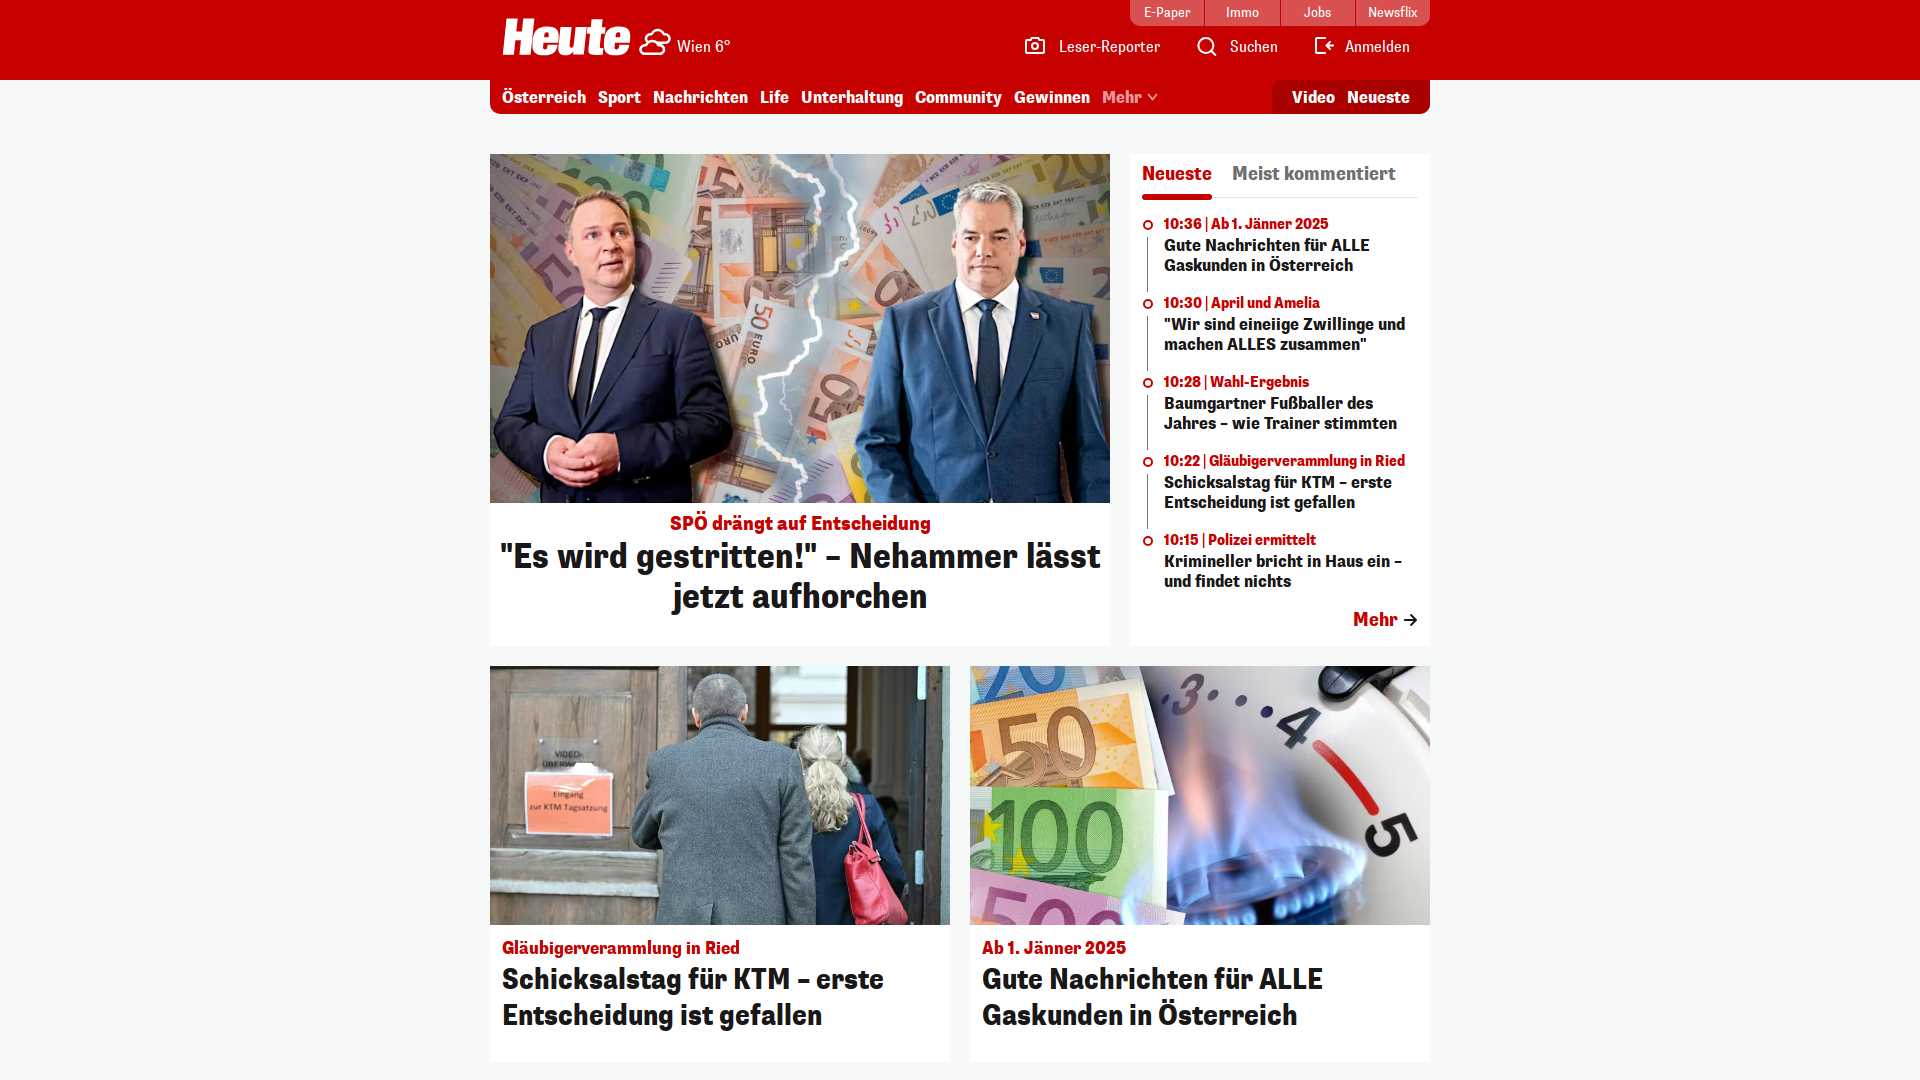 E-Paper
Immo
Jobs
Newsflix
Heute
Wien 6°
Leser-Reporter
Suchen
Anmelden
Österreich
Sport
Nachrichten
Life
Unterhaltung
Community
Gewinnen
Mehr
Video
Neueste
SPÖ drängt auf Entscheidung
"Es wird gestritten!" – Nehammer lässt
jetzt aufhorchen
Neueste
Meist kommentiert
10:36 | Ab 1. Jänner 2025
Gute Nachrichten für ALLE
Gaskunden in Österreich
10:30 | April und Amelia
"Wir sind eineiige Zwillinge und
machen ALLES zusammen"
10:28 | Wahl-Ergebnis
Baumgartner Fußballer des
Jahres – wie Trainer stimmten
10:22 | Gläubigerverammlung in Ried
Schicksalstag für KTM – erste
Entscheidung ist gefallen
10:15 | Polizei ermittelt
Krimineller bricht in Haus ein –
und findet nichts
Mehr
VIDEO-
Eingang
zur KTM Tagsatzung
Gläubigerverammlung in Ried
Schicksalstag für KTM – erste
Entscheidung ist gefallen
3
4
5
50
100
500
Ab 1. Jänner 2025
Gute Nachrichten für ALLE
Gaskunden in Österreich